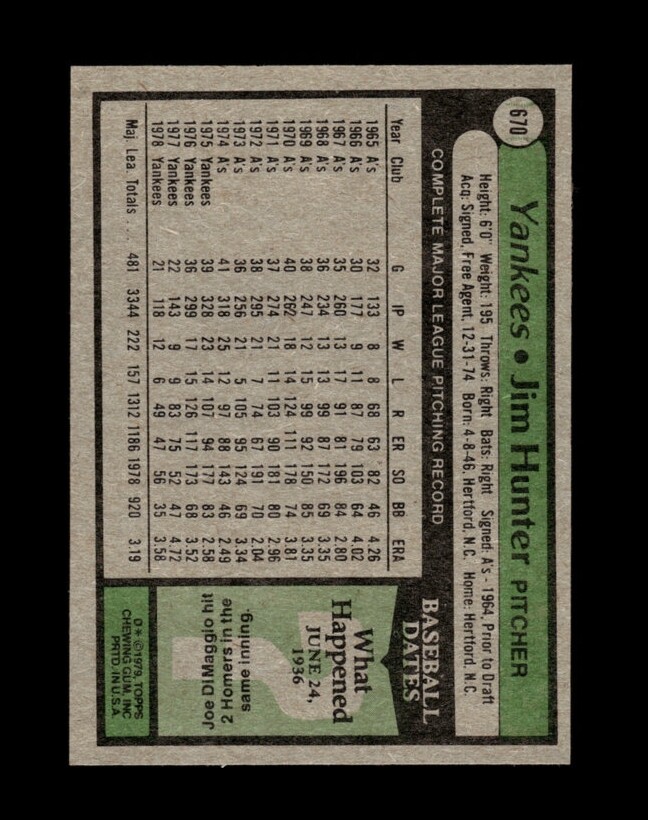 670
Yankees • Jim Hunter PITCHER
Height: 6'0" Weight: 195 Throws: Right Bats: Right Signed: A's - 1964, Prior to Draft
Acq: Signed, Free Agent, 12-31-74 Born: 4-8-46, Hertford, N.C. Home: Hertford, N.C.
COMPLETE MAJOR LEAGUE PITCHING RECORD
Year Club G IP W L R ER SO BB ERA
1965 A's 32 133 8 8 68 63 82 46 4.26
1966 A's 30 177 9 11 87 79 103 64 4.02
1967 A's 35 260 13 17 91 81 196 84 2.80
1968 A's 36 234 13 13 99 87 172 69 3.35
1969 A's 38 247 12 15 99 92 150 85 3.35
1970 A's 40 262 18 14 124 111 178 74 3.81
1971 A's 37 274 21 11 103 90 181 80 2.96
1972 A's 38 295 21 7 74 67 191 70 2.04
1973 A's 36 256 21 5 105 95 124 69 3.34
1974 A's 41 318 25 12 97 88 143 46 2.49
1975 Yankees 39 328 23 14 107 94 177 83 2.58
1976 Yankees 36 299 17 15 126 117 173 68 3.52
1977 Yankees 22 143 9 9 83 75 52 47 4.72
1978 Yankees 21 118 12 6 49 47 56 35 3.58
Maj. Lea. Totals . . . 481 3344 222 157 1312 1186 1978 920 3.19
BASEBALL
DATES
What
Happened
JUNE 24,
1936
Joe DiMaggio hit
2 Homers in the
same inning.
O * © 1979, TOPPS
CHEWING GUM, INC
PRTD. IN U.S.A